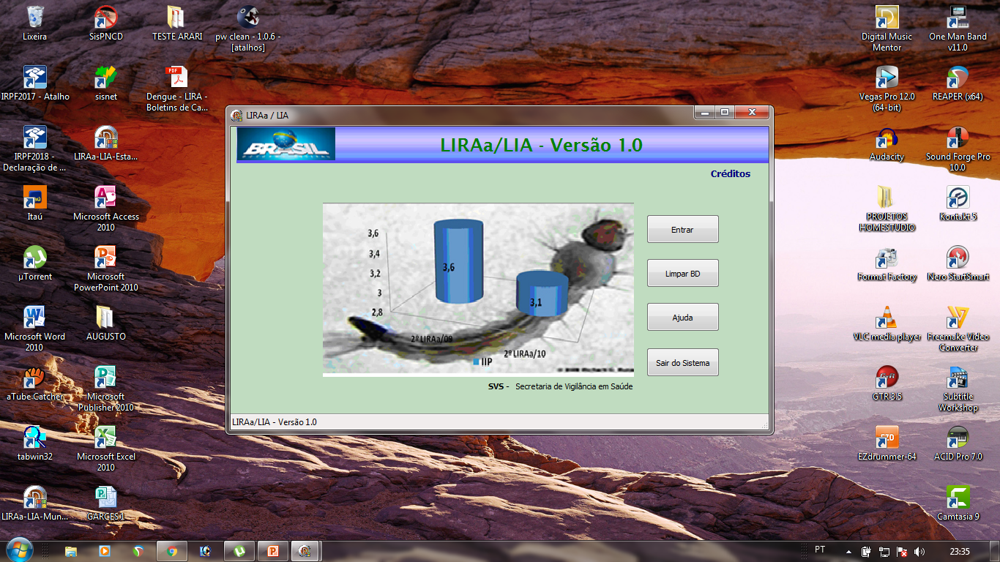 Lixeira
SisPNCD
TESTE ARARI
pw clean - 1.0.6 -
[atalhos]
Digital Music
Mentor
One Man Band
v11.0
IRPF2017 - Atalho
sisnet
PDF
Dengue - LIRA -
Boletins de Ca...
Vegas Pro 12.0
(64-bit)
REAPER (x64)
IRPF2018 -
Declaração de ...
LIRAa-LIA-Esta...
Audacity
Sound Forge Pro
10.0
Itaú
Microsoft Access
2010
PROJETOS
HOMESTUDIO
Kontakt 5
µTorrent
Microsoft
PowerPoint 2010
Format Factory
Nero StartSmart
Microsoft Word
2010
AUGUSTO
VLC media player
Freemake Video
Converter
aTube Catcher
Microsoft
Publisher 2010
GTR 3.5
Subtitle
Workshop
tabwin32
Microsoft Excel
2010
EZD
EZdrummer-64
ACID Pro 7.0
LIRAa-LIA-Mun...
GARCES 1
Camtasia 9
LIRAa / LIA
BRASIL
LIRAa/LIA - Versão 1.0
Créditos
3,6
3,4
3,2
3
2,8
3,6
3,1
2º LIRAa/09
2º LIRAa/10
IIP
Entrar
Limpar BD
Ajuda
Sair do Sistema
SVS - Secretaria de Vigilância em Saúde
LIRAa/LIA - Versão 1.0
PT
23:35